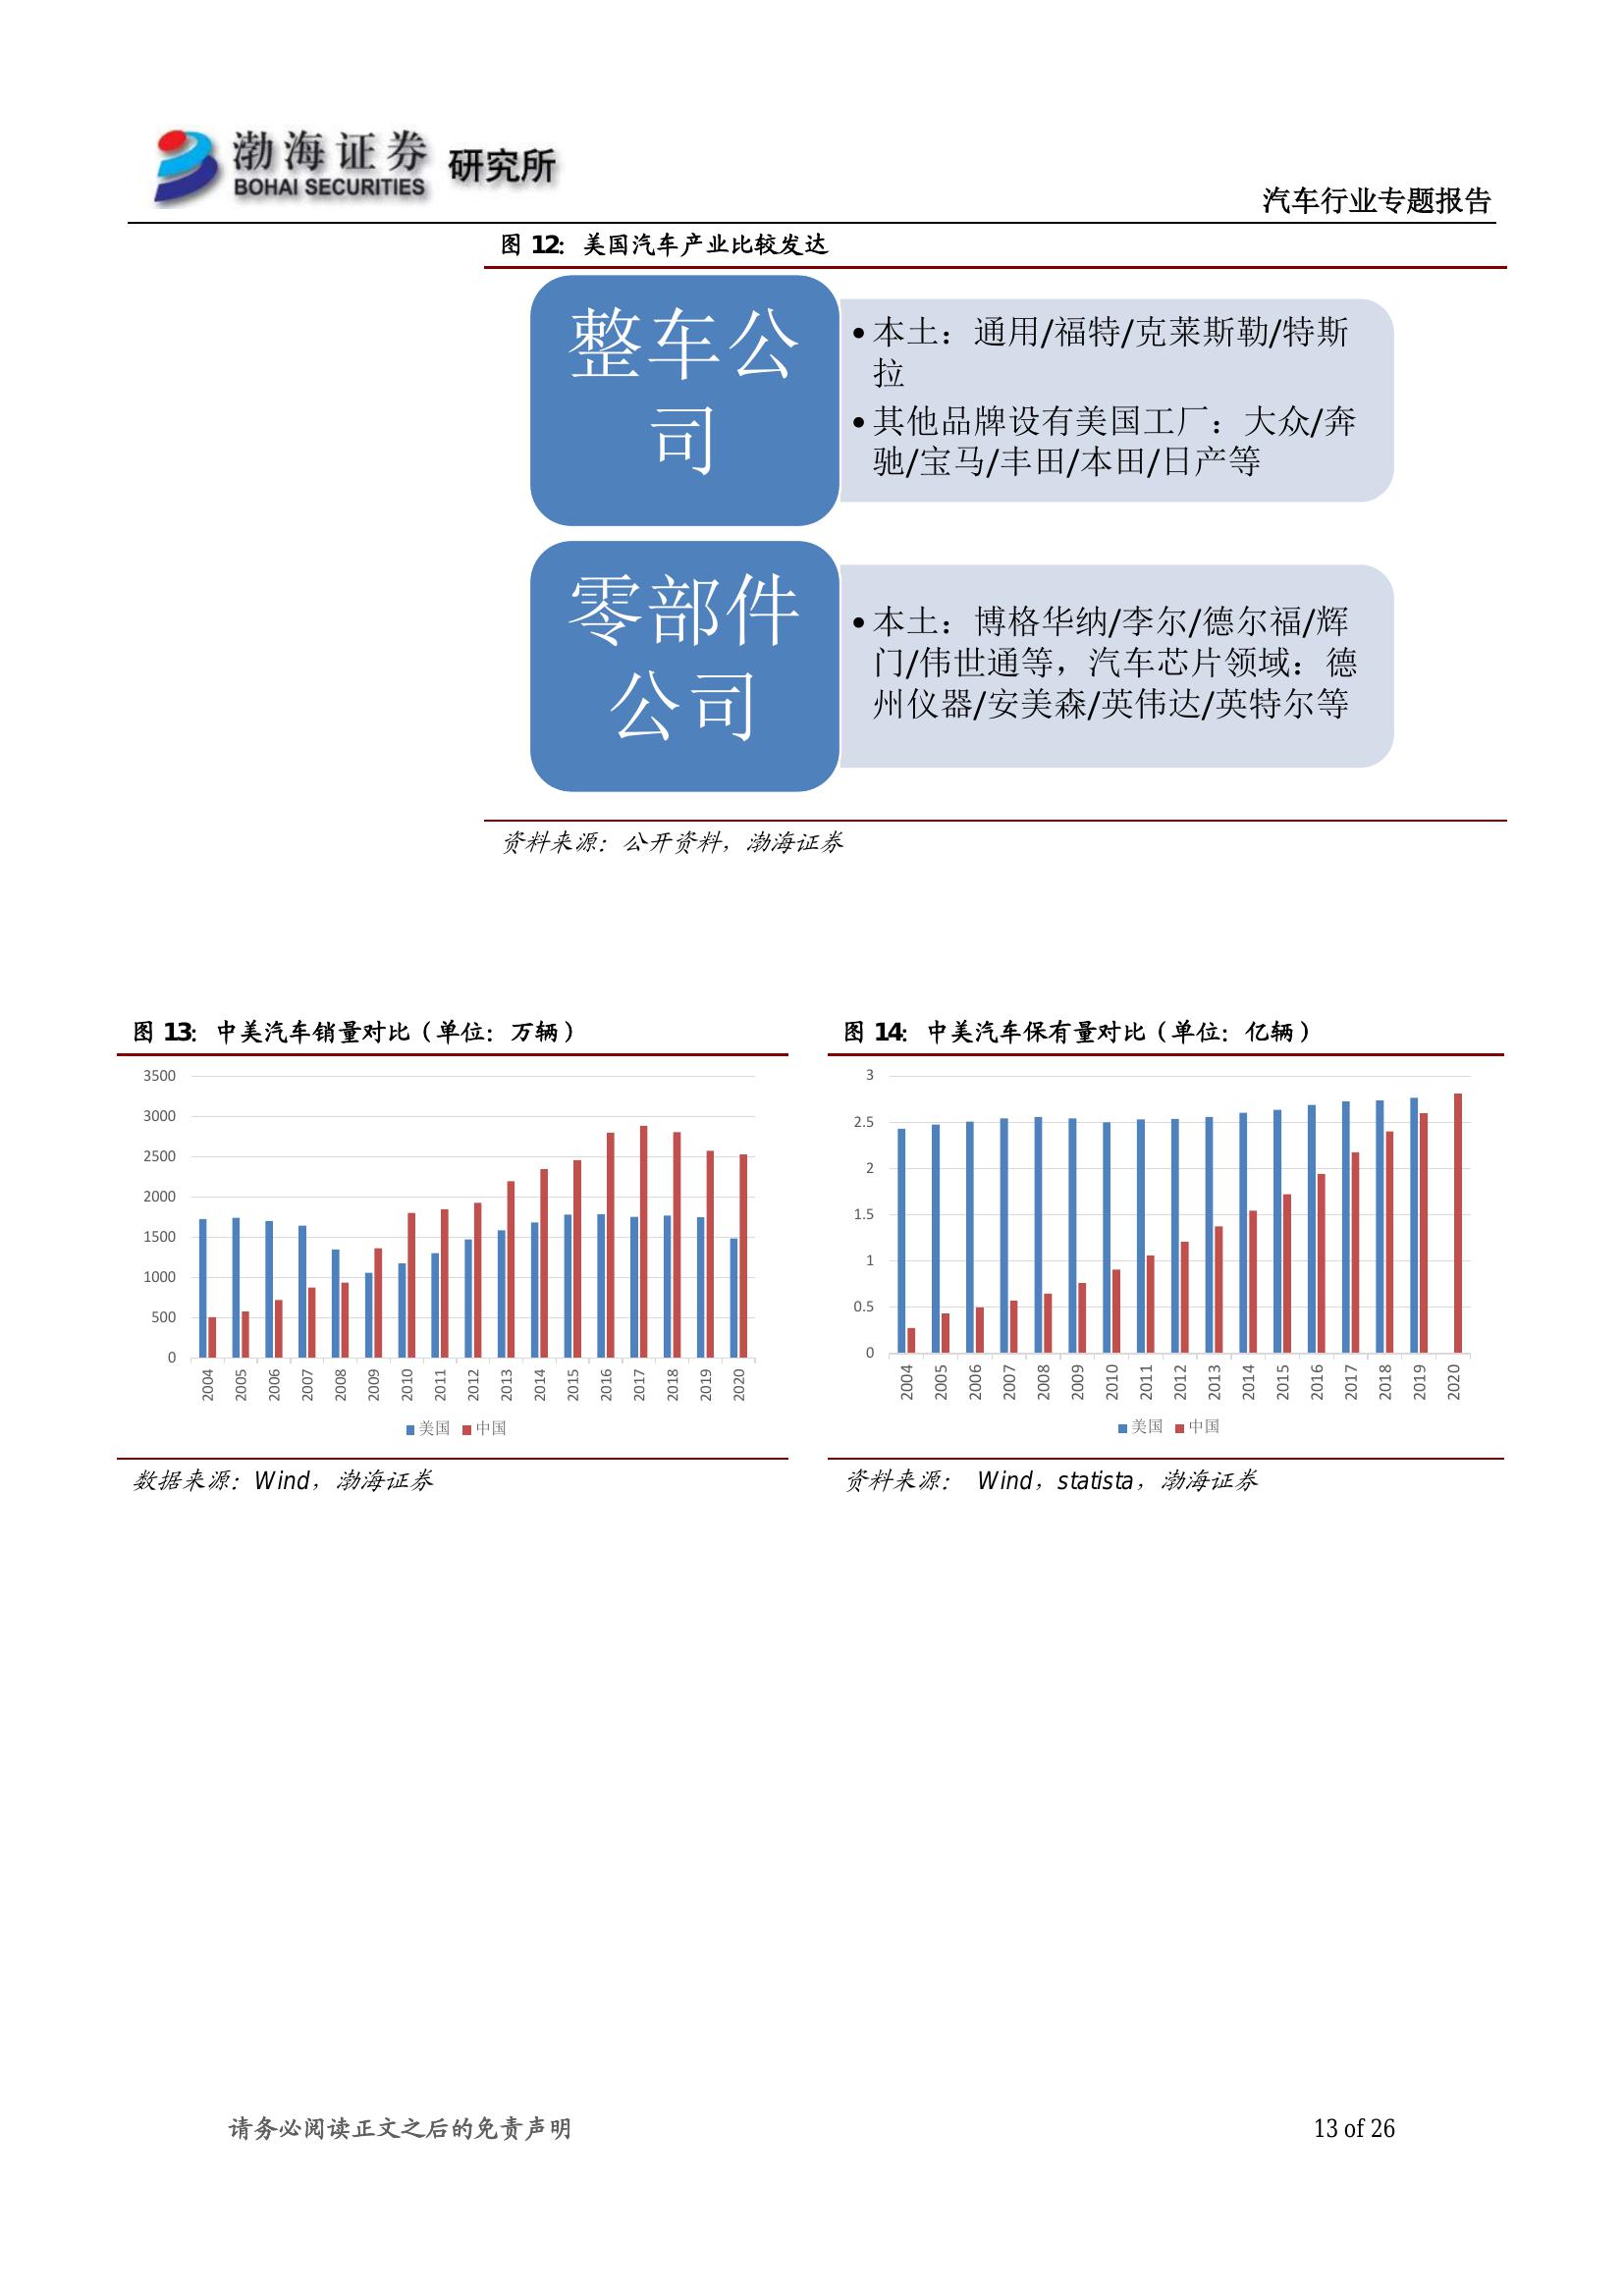 渤海证券 研究所
BOHAI SECURITIES
汽车行业专题报告
图 12：美国汽车产业比较发达
整车公
司
• 本土：通用/福特/克莱斯勒/特斯
拉
• 其他品牌设有美国工厂：大众/奔
驰/宝马/丰田/本田/日产等
零部件
公司
• 本土：博格华纳/李尔/德尔福/辉
门/伟世通等，汽车芯片领域：德
州仪器/安美森/英伟达/英特尔等
资料来源：公开资料，渤海证券
图 13：中美汽车销量对比（单位：万辆）
3500
3000
2500
2000
1500
1000
500
0
2004 2005 2006 2007 2008 2009 2010 2011 2012 2013 2014 2015 2016 2017 2018 2019 2020
美国 中国
数据来源：Wind，渤海证券
图 14：中美汽车保有量对比（单位：亿辆）
3
2.5
2
1.5
1
0.5
0
2004 2005 2006 2007 2008 2009 2010 2011 2012 2013 2014 2015 2016 2017 2018 2019 2020
美国 中国
资料来源： Wind，statista，渤海证券
请务必阅读正文之后的免责声明
13 of 26